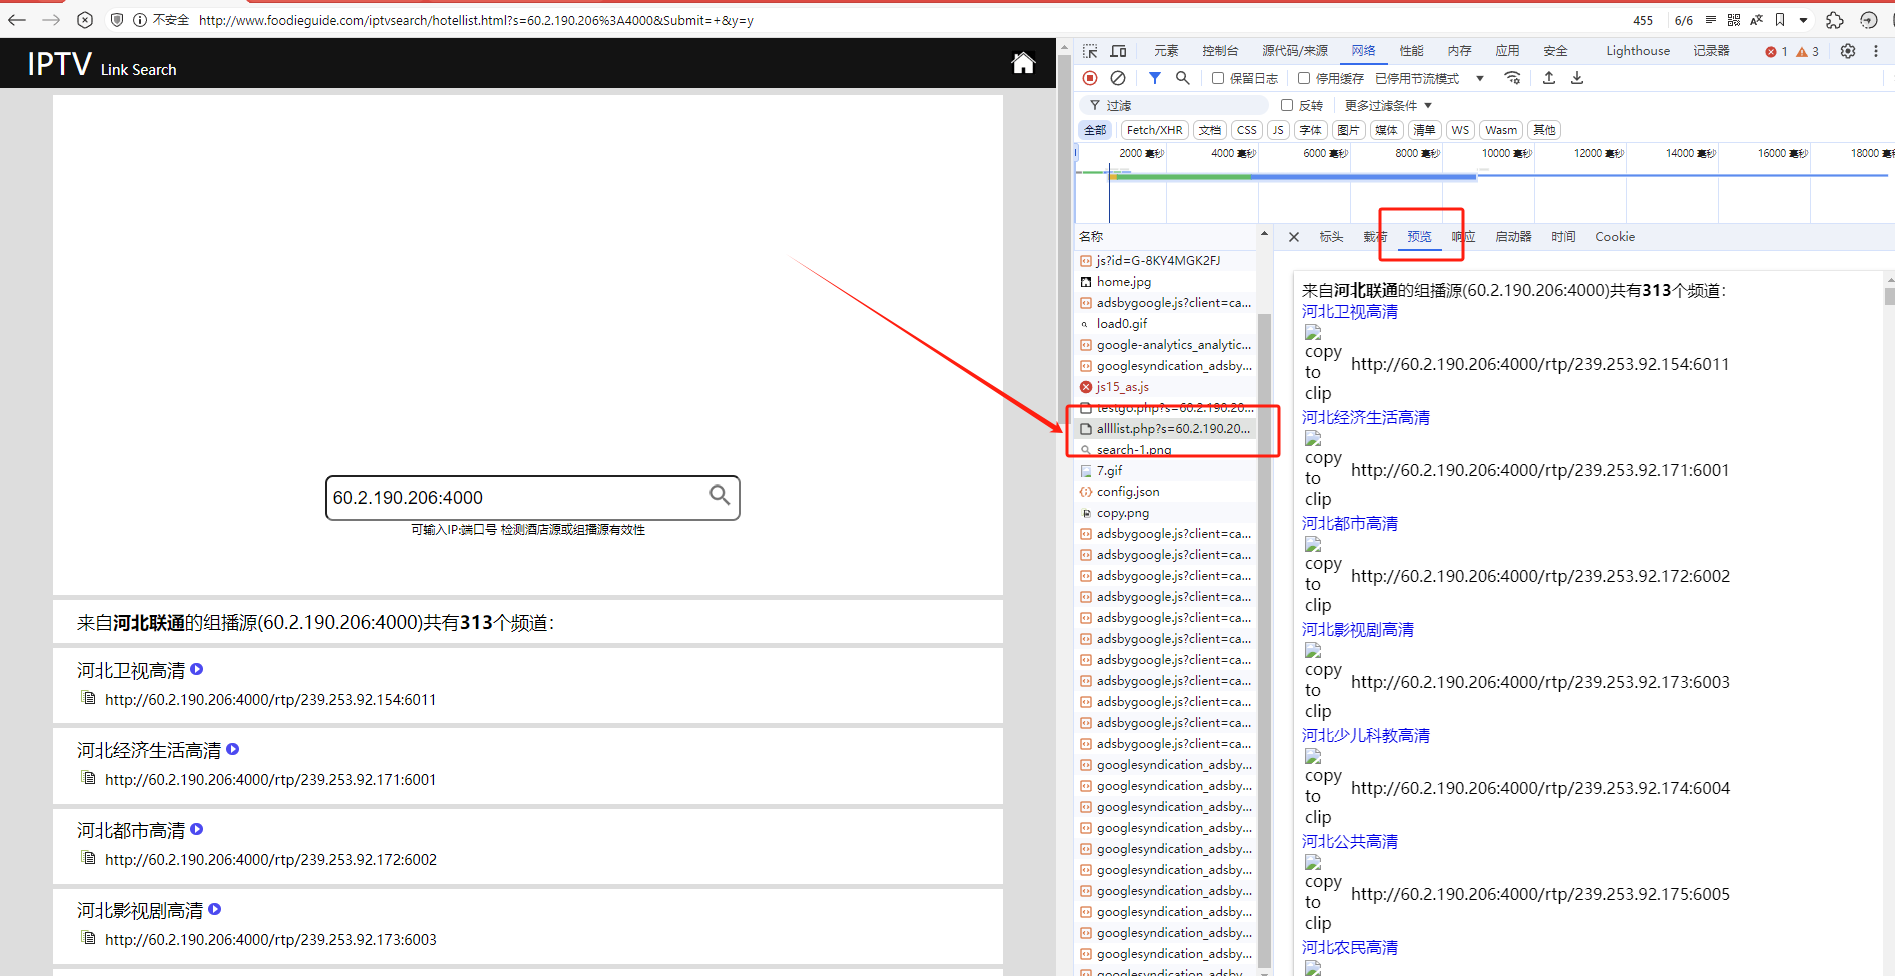 不安全 http://www.foodieguide.com/iptvsearch/hotellist.html?s=60.2.190.206%3A4000&Submit=+&y=y
455 6/6
IPTV Link Search
60.2.190.206:4000
可输入IP:端口号 检测酒店源或组播源有效性
来自河北联通的组播源(60.2.190.206:4000)共有313个频道:
河北卫视高清
http://60.2.190.206:4000/rtp/239.253.92.154:6011
河北经济生活高清
http://60.2.190.206:4000/rtp/239.253.92.171:6001
河北都市高清
http://60.2.190.206:4000/rtp/239.253.92.172:6002
河北影视剧高清
http://60.2.190.206:4000/rtp/239.253.92.173:6003
元素 控制台 源代码/来源 网络 性能 内存 应用 安全 Lighthouse 记录器 1 3
保留日志 停用缓存 已停用节流模式
过滤 反转 更多过滤条件
全部 Fetch/XHR 文档 CSS JS 字体 图片 媒体 清单 WS Wasm 其他
2000 毫秒 4000 毫秒 6000 毫秒 8000 毫秒 10000 毫秒 12000 毫秒 14000 毫秒 16000 毫秒 18000
名称
js?id=G-8KY4MGK2FJ
home.jpg
adsbygoogle.js?client=ca...
load0.gif
google-analytics_analytic...
googlesyndication_adsby...
js15_as.js
testgo.php?s=60.2.190.20...
allllist.php?s=60.2.190.20...
search-1.png
7.gif
config.json
copy.png
adsbygoogle.js?client=ca...
adsbygoogle.js?client=ca...
adsbygoogle.js?client=ca...
adsbygoogle.js?client=ca...
adsbygoogle.js?client=ca...
adsbygoogle.js?client=ca...
adsbygoogle.js?client=ca...
adsbygoogle.js?client=ca...
adsbygoogle.js?client=ca...
adsbygoogle.js?client=ca...
adsbygoogle.js?client=ca...
googlesyndication_adsby...
googlesyndication_adsby...
googlesyndication_adsby...
googlesyndication_adsby...
googlesyndication_adsby...
googlesyndication_adsby...
googlesyndication_adsby...
googlesyndication_adsby...
googlesyndication_adsby...
googlesyndication_adsby...
googlesyndication_adsby...
标头 载荷 预览 响应 启动器 时间 Cookie
来自河北联通的组播源(60.2.190.206:4000)共有313个频道:
河北卫视高清
copy
to
clip
http://60.2.190.206:4000/rtp/239.253.92.154:6011
河北经济生活高清
copy
to
clip
http://60.2.190.206:4000/rtp/239.253.92.171:6001
河北都市高清
copy
to
clip
http://60.2.190.206:4000/rtp/239.253.92.172:6002
河北影视剧高清
copy
to
clip
http://60.2.190.206:4000/rtp/239.253.92.173:6003
河北少儿科教高清
copy
to
clip
http://60.2.190.206:4000/rtp/239.253.92.174:6004
河北公共高清
copy
to
clip
http://60.2.190.206:4000/rtp/239.253.92.175:6005
河北农民高清